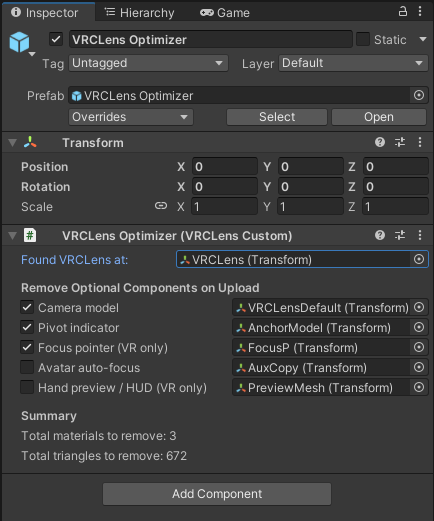 Inspector Hierarchy Game
VRCLens Optimizer Static
Tag Untagged Layer Default
Prefab VRCLens Optimizer
Overrides Select Open
Transform
Position X 0 Y 0 Z 0
Rotation X 0 Y 0 Z 0
Scale X 1 Y 1 Z 1
VRCLens Optimizer (VRCLens Custom)
Found VRCLens at: VRCLens (Transform)
Remove Optional Components on Upload
Camera model VRCLensDefault (Transform)
Pivot indicator AnchorModel (Transform)
Focus pointer (VR only) FocusP (Transform)
Avatar auto-focus AuxCopy (Transform)
Hand preview / HUD (VR only) PreviewMesh (Transform)
Summary
Total materials to remove: 3
Total triangles to remove: 672
Add Component